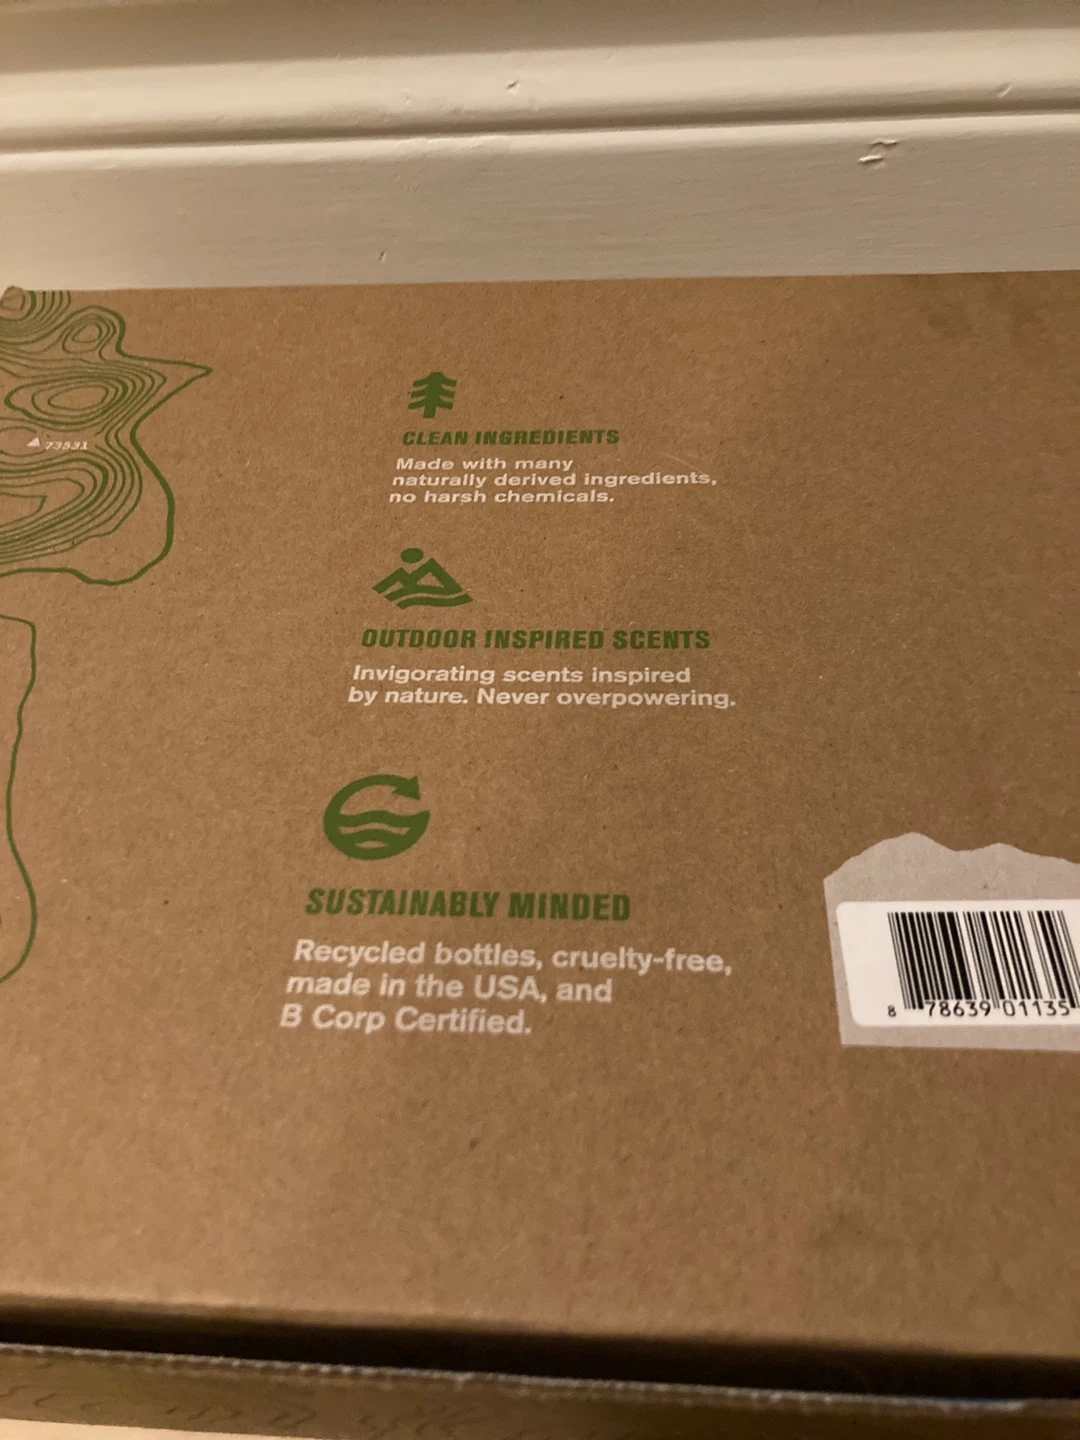 73531
CLEAN INGREDIENTS
Made with many
naturally derived ingredients,
no harsh chemicals.
OUTDOOR INSPIRED SCENTS
Invigorating scents inspired
by nature. Never overpowering.
SUSTAINABLY MINDED
Recycled bottles, cruelty-free,
made in the USA, and
B Corp Certified.
8 78639 01135